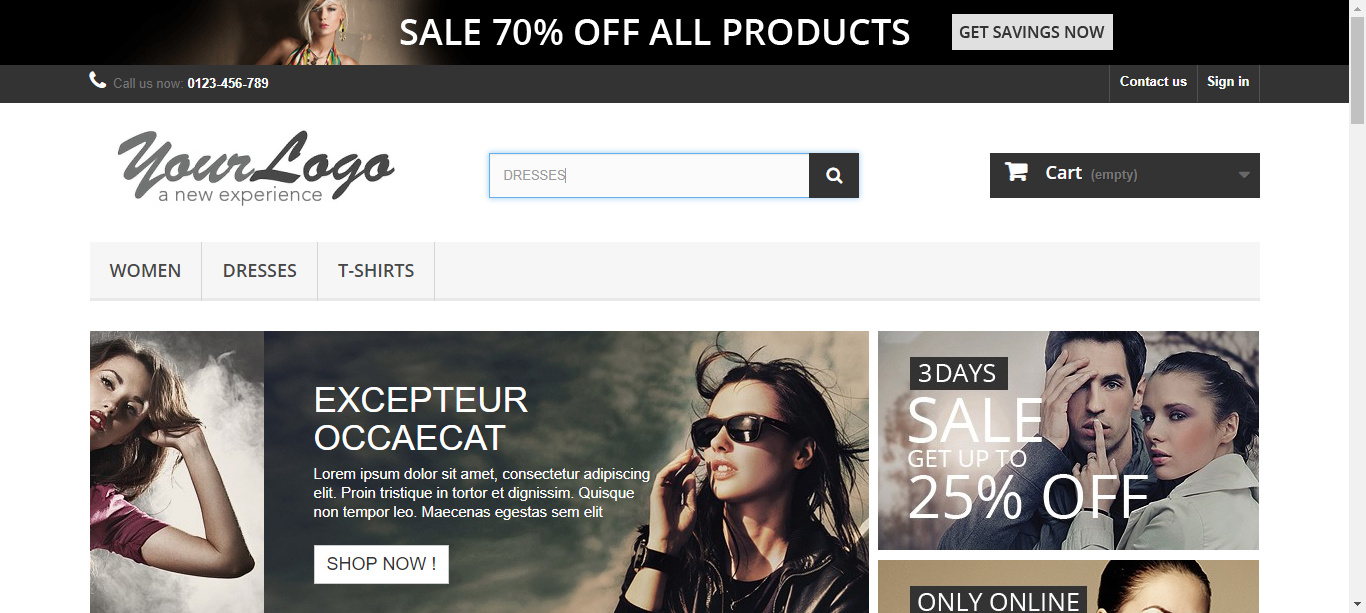 SALE 70% OFF ALL PRODUCTS
GET SAVINGS NOW
Call us now: 0123-456-789
Contact us
Sign in
YourLogo
a new experience
DRESSES
Cart (empty)
WOMEN
DRESSES
T-SHIRTS
EXCEPTEUR
OCCAECAT
Lorem ipsum dolor sit amet, consectetur adipiscing
elit. Proin tristique in tortor et dignissim. Quisque
non tempor leo. Maecenas egestas sem elit
SHOP NOW !
3 DAYS
SALE
GET UP TO
25% OFF
ONLY ONLINE